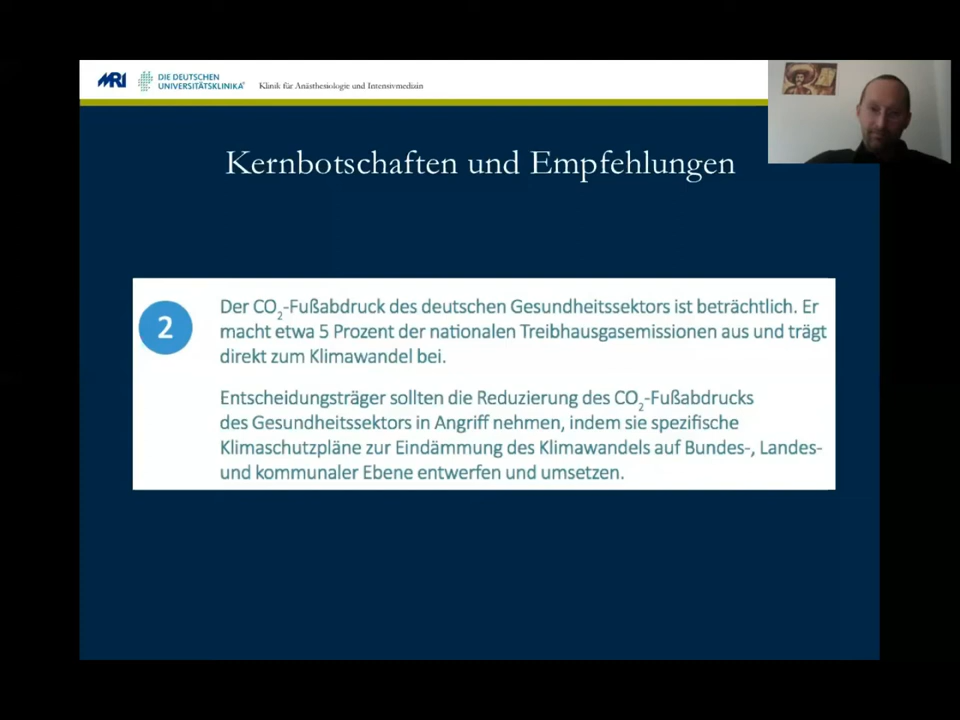 MRI
DIE DEUTSCHEN
UNIVERSITÄTSKLINIKA®
Klinik für Anästhesiologie und Intensivmedizin
Kernbotschaften und Empfehlungen
2
Der CO₂-Fußabdruck des deutschen Gesundheitssektors ist beträchtlich. Er
macht etwa 5 Prozent der nationalen Treibhausgasemissionen aus und trägt
direkt zum Klimawandel bei.
Entscheidungsträger sollten die Reduzierung des CO₂-Fußabdrucks
des Gesundheitssektors in Angriff nehmen, indem sie spezifische
Klimaschutzpläne zur Eindämmung des Klimawandels auf Bundes-, Landes-
und kommunaler Ebene entwerfen und umsetzen.